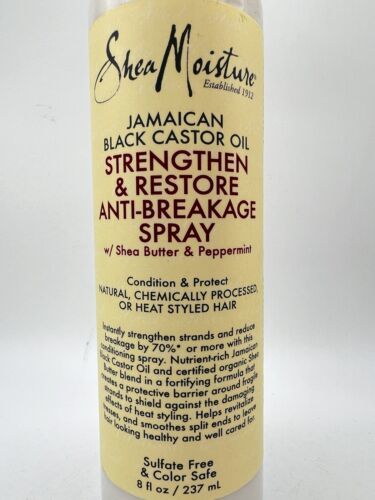 SheaMoisture®
Established 1912
JAMAICAN
BLACK CASTOR OIL
STRENGTHEN
& RESTORE
ANTI-BREAKAGE
SPRAY
w/ Shea Butter & Peppermint
Condition & Protect
NATURAL, CHEMICALLY PROCESSED,
OR HEAT STYLED HAIR
Instantly strengthen strands and reduce
breakage by 70%* or more with this
conditioning spray. Nutrient-rich Jamaican
Black Castor Oil and certified organic Shea
Butter blend in a fortifying formula that
creates a protective barrier around fragile
strands to shield against the damaging
effects of heat styling. Helps revitalize
tresses, and smoothes split ends to leave
hair looking healthy and well cared for.
Sulfate Free
& Color Safe
8 fl oz / 237 mL